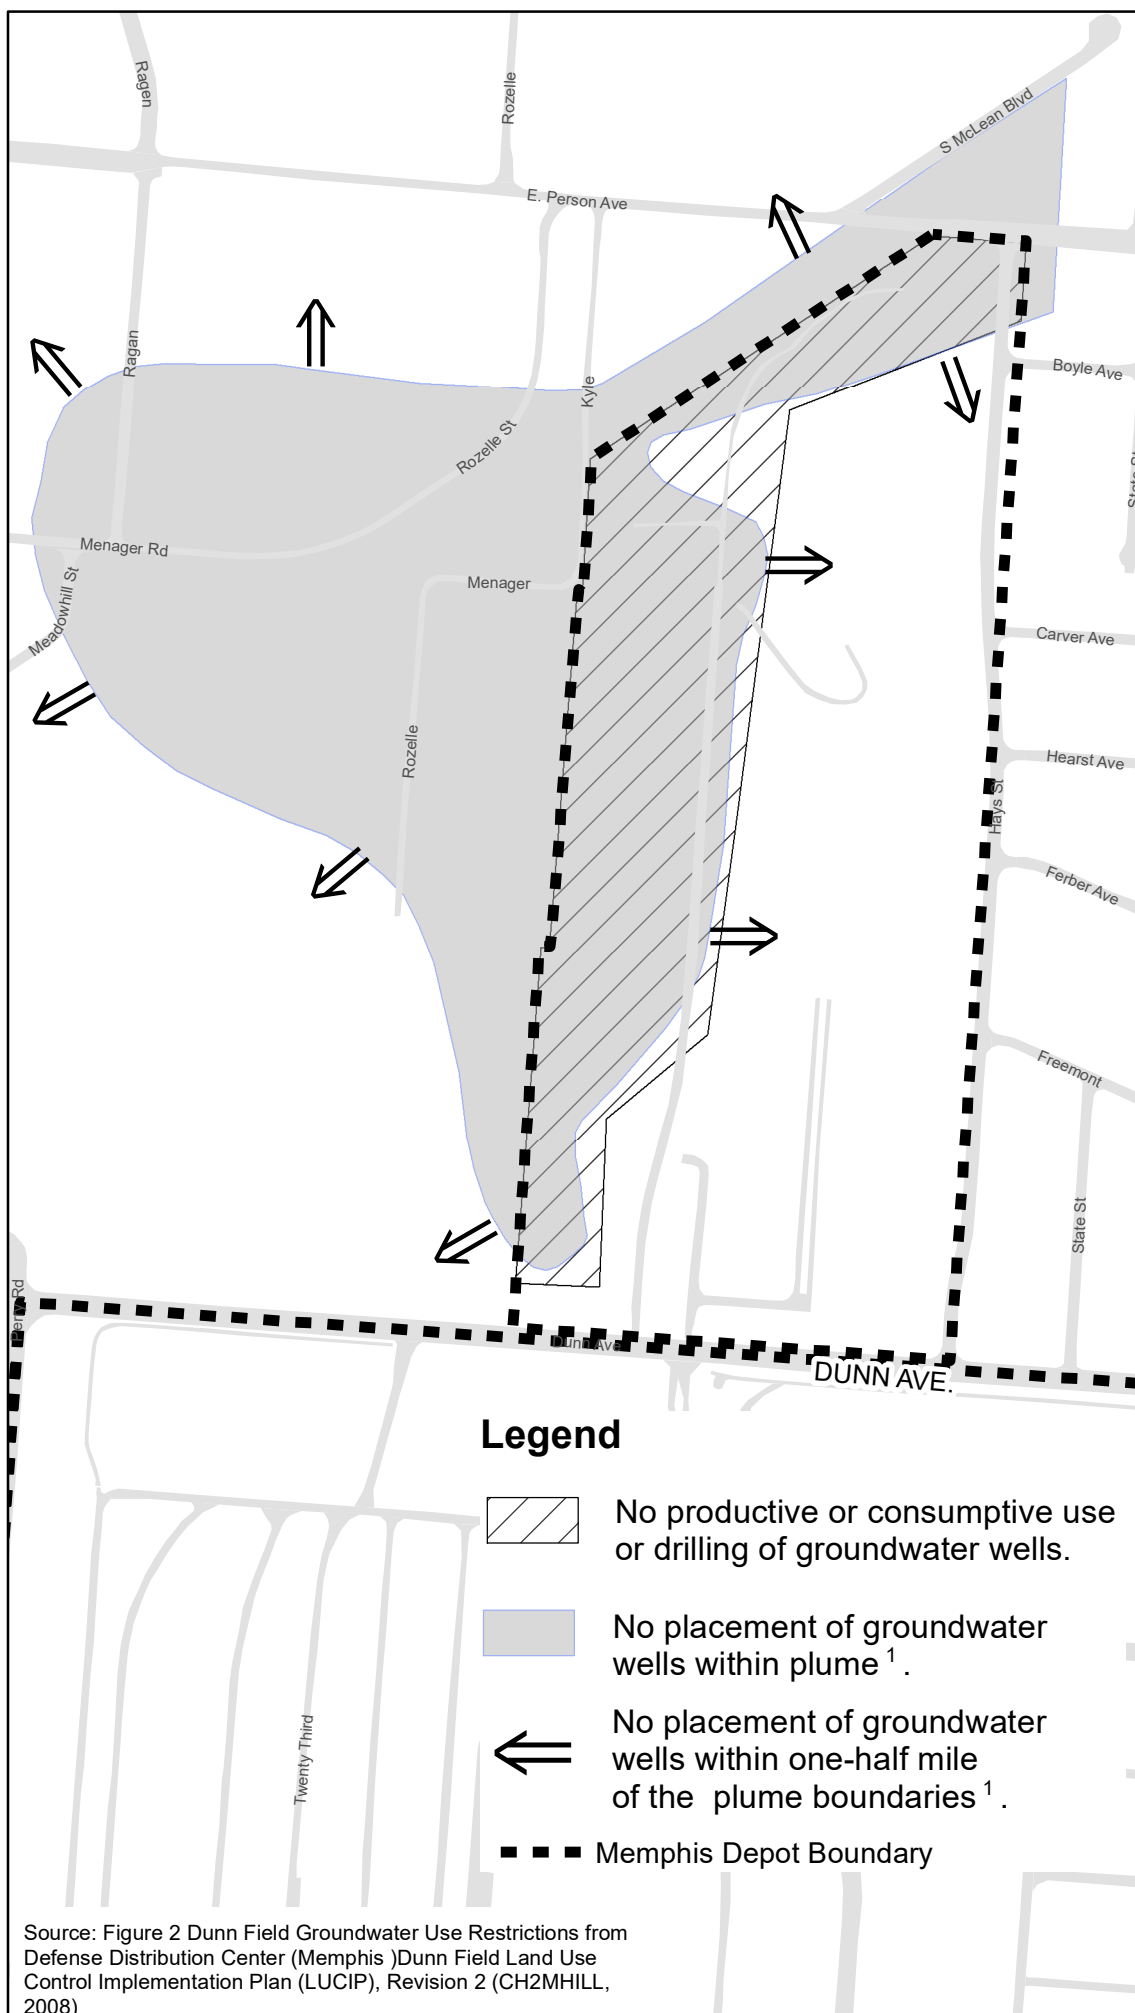 Ragen
Rozelle
S McLean Blvd
E. Person Ave
Ragan
Kyle
Boyle Ave
Rozelle St
State St
Menager Rd
Menager
Meadowhill St
Carver Ave
Rozelle
Hearst Ave
Hays St
Ferber Ave
Freemont
State St
Perry Rd
Dunn Ave
DUNN AVE.
Legend
No productive or consumptive use
or drilling of groundwater wells.
No placement of groundwater
wells within plume 1 .
No placement of groundwater
wells within one-half mile
of the plume boundaries 1 .
Memphis Depot Boundary
Twenty Third
Source: Figure 2 Dunn Field Groundwater Use Restrictions from
Defense Distribution Center (Memphis )Dunn Field Land Use
Control Implementation Plan (LUCIP), Revision 2 (CH2MHILL,
2008)